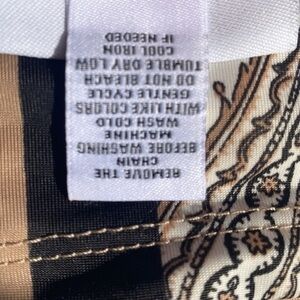 REMOVE THE
CHAIN
BEFORE WASHING
MACHINE
WASH COLD
WITH LIKE COLORS
GENTLE CYCLE
DO NOT BLEACH
TUMBLE DRY LOW
COOL IRON
IF NEEDED